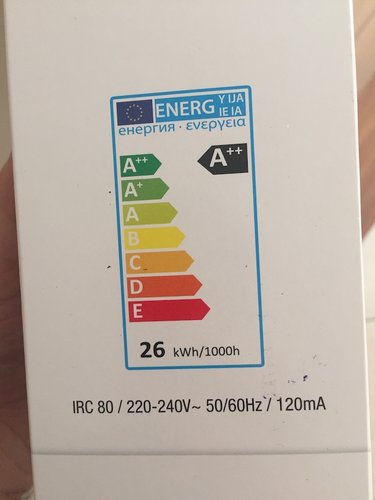 ENERG Y IJA
IE IA
енергия · ενεργεια
A++
A++
A+
A
B
C
D
E
26 kWh/1000h
IRC 80 / 220-240V~ 50/60Hz / 120mA